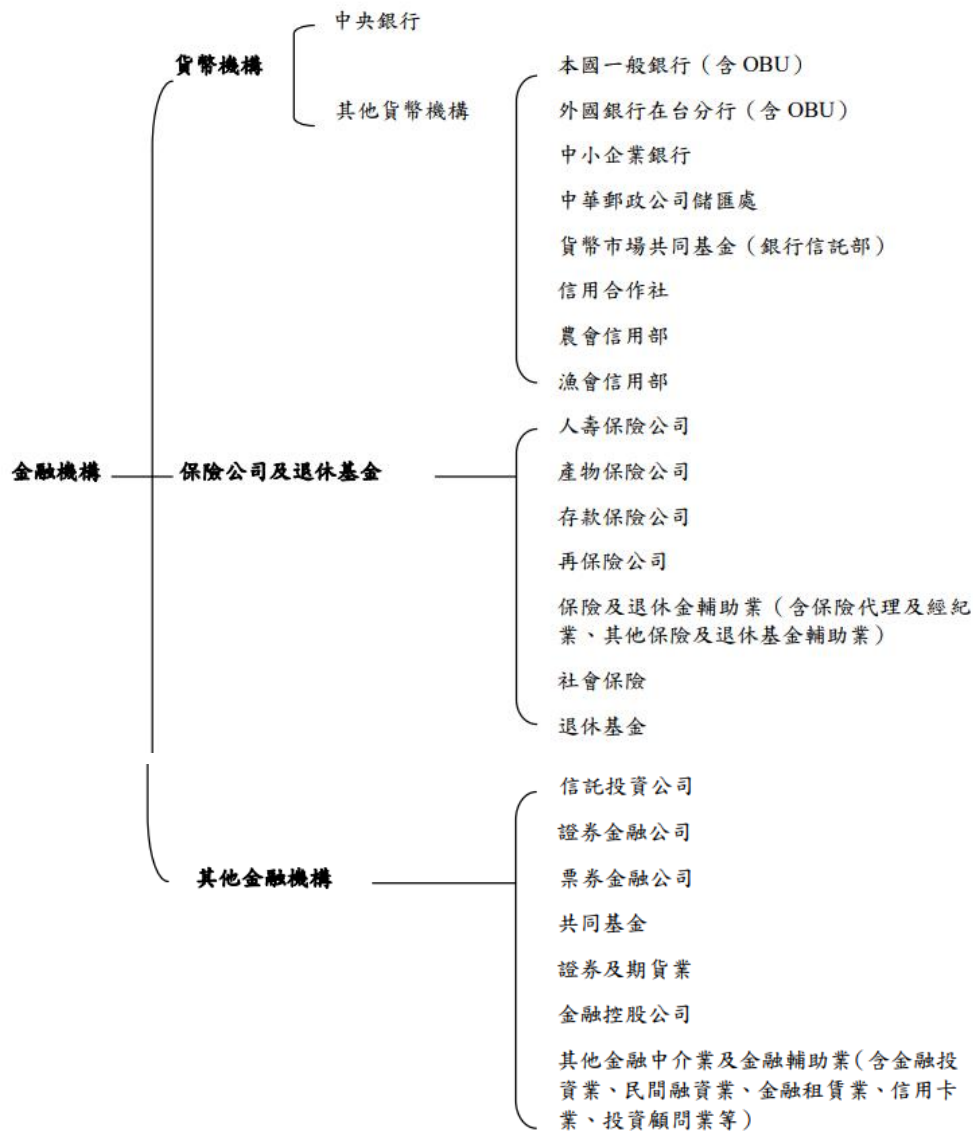 中央銀行
貨幣機構
本國一般銀行（含 OBU）
其他貨幣機構
外國銀行在台分行（含 OBU）
中小企業銀行
中華郵政公司儲匯處
貨幣市場共同基金（銀行信託部）
信用合作社
農會信用部
漁會信用部
人壽保險公司
金融機構
保險公司及退休基金
產物保險公司
存款保險公司
再保險公司
保險及退休金輔助業（含保險代理及經紀
業、其他保險及退休基金輔助業）
社會保險
退休基金
信託投資公司
證券金融公司
其他金融機構
票券金融公司
共同基金
證券及期貨業
金融控股公司
其他金融中介業及金融輔助業(含金融投
資業、民間融資業、金融租賃業、信用卡
業、投資顧問業等）